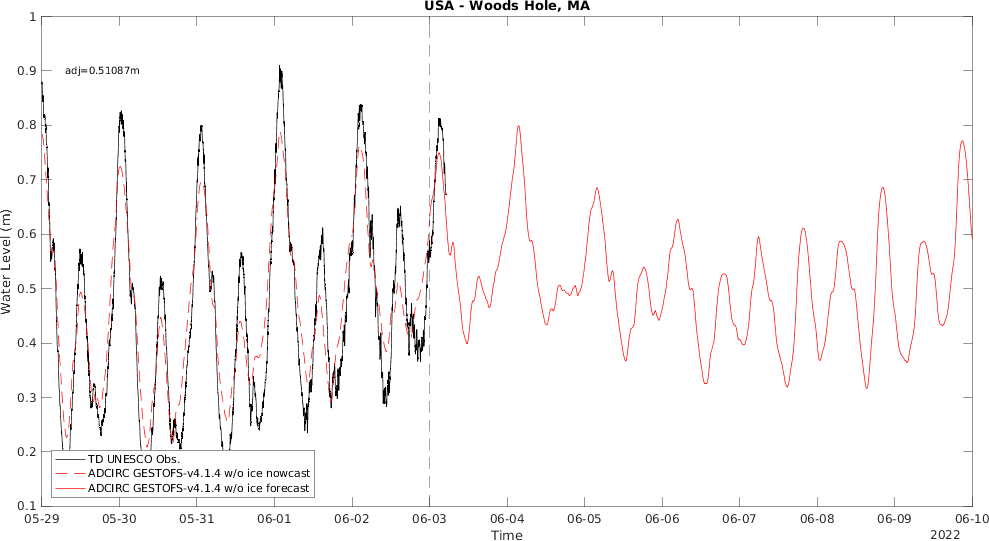 USA - Woods Hole, MA
1
0.9
0.8
0.7
0.6
0.5
0.4
0.3
0.2
0.1
Water Level (m)
adj=0.51087m
TD UNESCO Obs.
ADCIRC GESTOFS-v4.1.4 w/o ice nowcast
ADCIRC GESTOFS-v4.1.4 w/o ice forecast
05-29 05-30 05-31 06-01 06-02 06-03 06-04 06-05 06-06 06-07 06-08 06-09 06-10
Time
2022